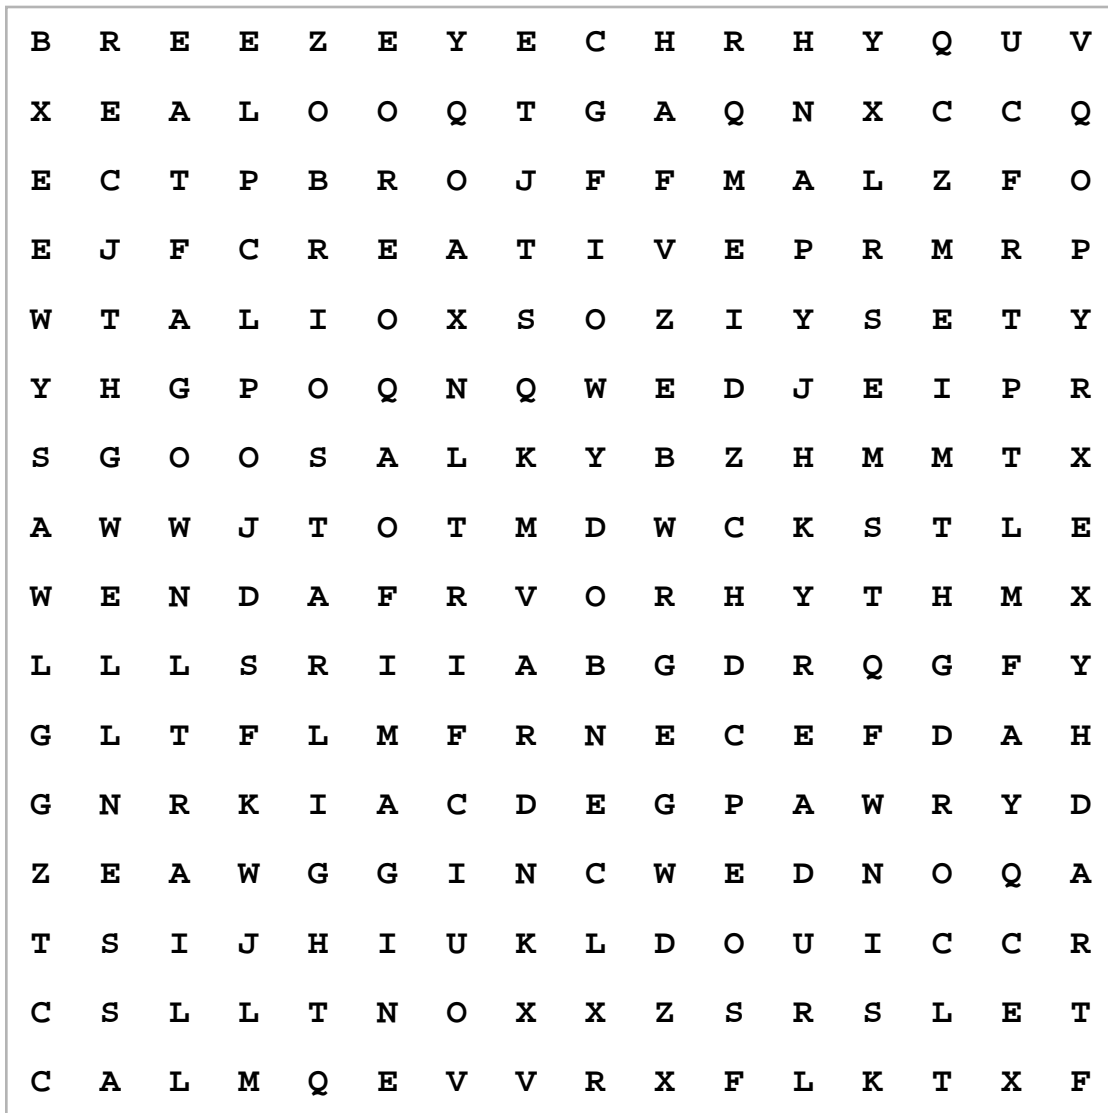 B R E E Z E Y E C H R H Y Q U V
X E A L O O Q T G A Q N X C C Q
E C T P B R O J F F M A L Z F O
E J F C R E A T I V E P R M R P
W T A L I O X S O Z I Y S E T Y
Y H G P O Q N Q W E D J E I P R
S G O O S A L K Y B Z H M M T X
A W W J T O T M D W C K S T L E
W E N D A F R V O R H Y T H M X
L L L S R I I A B G D R Q G F Y
G L T F L M F R N E C E F D A H
G N R K I A C D E G P A W R Y D
Z E A W G G I N C W E D N O Q A
T S I J H I U K L D O U I C C R
C S L L T N O X X Z S R S L E T
C A L M Q E V V R X F L K T X F